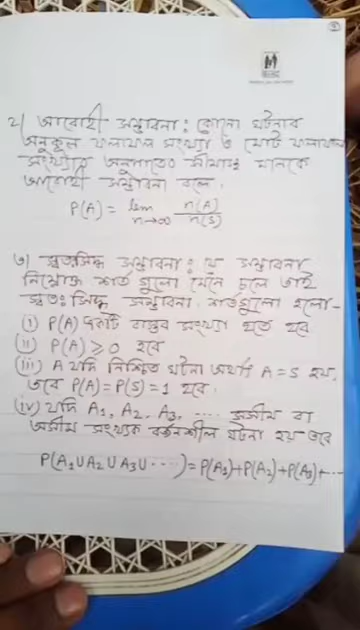 ২) আরোহী সম্ভাবনা : কোনো ঘটনার
অনুকুল ফলাফল সংখ্যা ও মোট ফলাফল
সংখ্যার অনুপাতের সীমান্ত মানকে
আরোহী সম্ভাবনা বলে।
P(A) = lim n→∞ n(A)/n(S)
৩) স্বতঃসিদ্ধ সম্ভাবনা : যে সম্ভাবনা
নিম্নোক্ত শর্ত গুলো মেনে চলে তাই
স্বতঃসিদ্ধ সম্ভাবনা। শর্তগুলো হলো-
(i) P(A) একটি বাস্তব সংখ্যা হতে হবে
(ii) P(A) ≥ 0 হবে
(iii) A যদি নিশ্চিত ঘটনা অর্থাৎ A = S হয়,
তবে P(A) = P(S) = 1 হবে।
(iv) যদি A₁, A₂, A₃, .... সসীম বা
অসীম সংখ্যক বর্জনশীল ঘটনা হয় তবে
P(A₁∪A₂∪A₃∪····) = P(A₁)+P(A₂)+P(A₃)+····